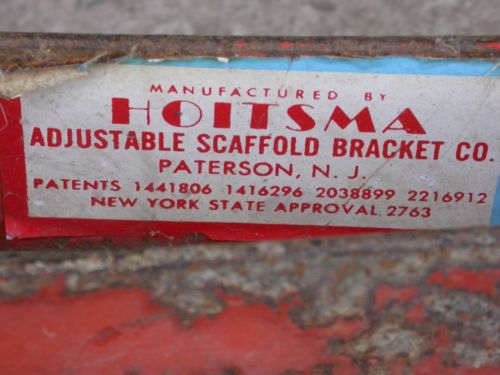 MANUFACTURED BY
HOITSMA
ADJUSTABLE SCAFFOLD BRACKET CO.
PATERSON, N. J.
PATENTS 1441806 1416296 2038899 2216912
NEW YORK STATE APPROVAL 2763